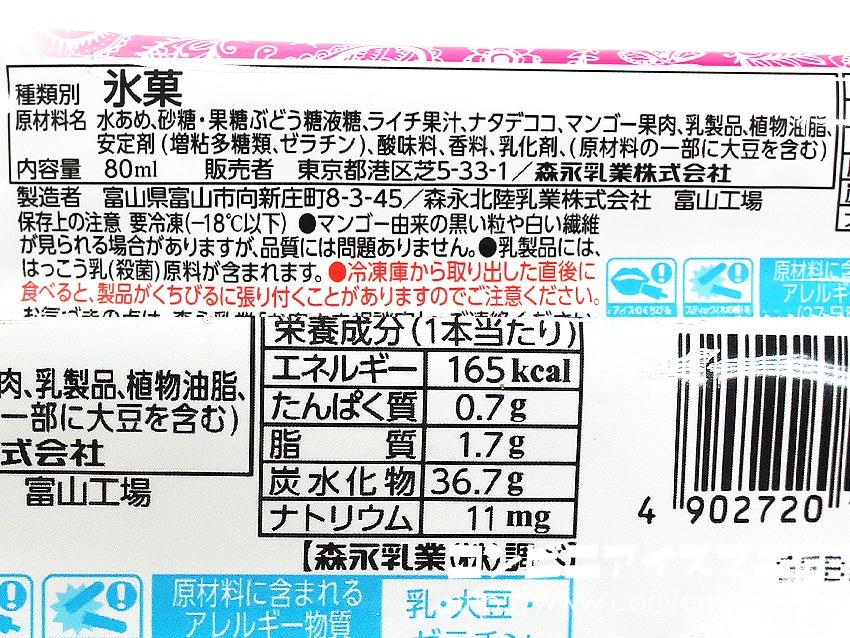 種類別 氷菓
原材料名 水あめ、砂糖・果糖ぶどう糖液糖、ライチ果汁、ナタデココ、マンゴー果肉、乳製品、植物油脂、
安定剤(増粘多糖類、ゼラチン)、酸味料、香料、乳化剤、(原材料の一部に大豆を含む)
内容量 80ml 販売者 東京都港区芝5-33-1/森永乳業株式会社
製造者 富山県富山市向新庄町8-3-45/森永北陸乳業株式会社 富山工場
保存上の注意 要冷凍(−18℃以下) ●マンゴー由来の黒い粒や白い繊維
が見られる場合がありますが、品質には問題ありません。●乳製品には、
はっこう乳(殺菌)原料が含まれます。●冷凍庫から取り出した直後に
食べると、製品がくちびるに張り付くことがありますのでご注意ください。
原材料に含
アレルギ
栄養成分(1本当たり)
エネルギー 165kcal
たんぱく質 0.7g
脂質 1.7g
炭水化物 36.7g
ナトリウム 11mg
【森永乳業(株)調べ】
肉、乳製品、植物油脂、
一部に大豆を含む)
式会社
富山工場
4 902720
原材料に含まれる
アレルギー物質
乳・大豆・
ゼラチン